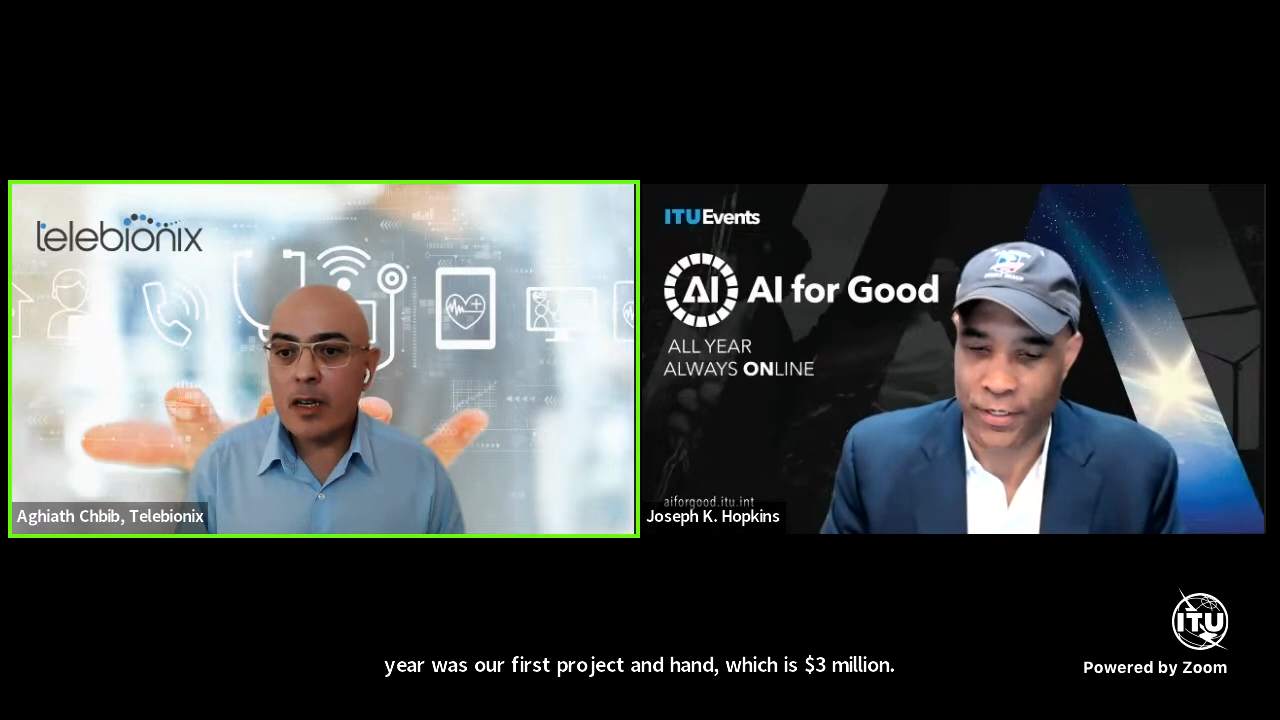 telebionix
Aghiath Chbib, Telebionix
ITUEvents
AI
AI for Good
ALL YEAR
ALWAYS ONLINE
aiforgood.itu.int
Joseph K. Hopkins
ITU
Powered by Zoom
year was our first project and hand, which is $3 million.